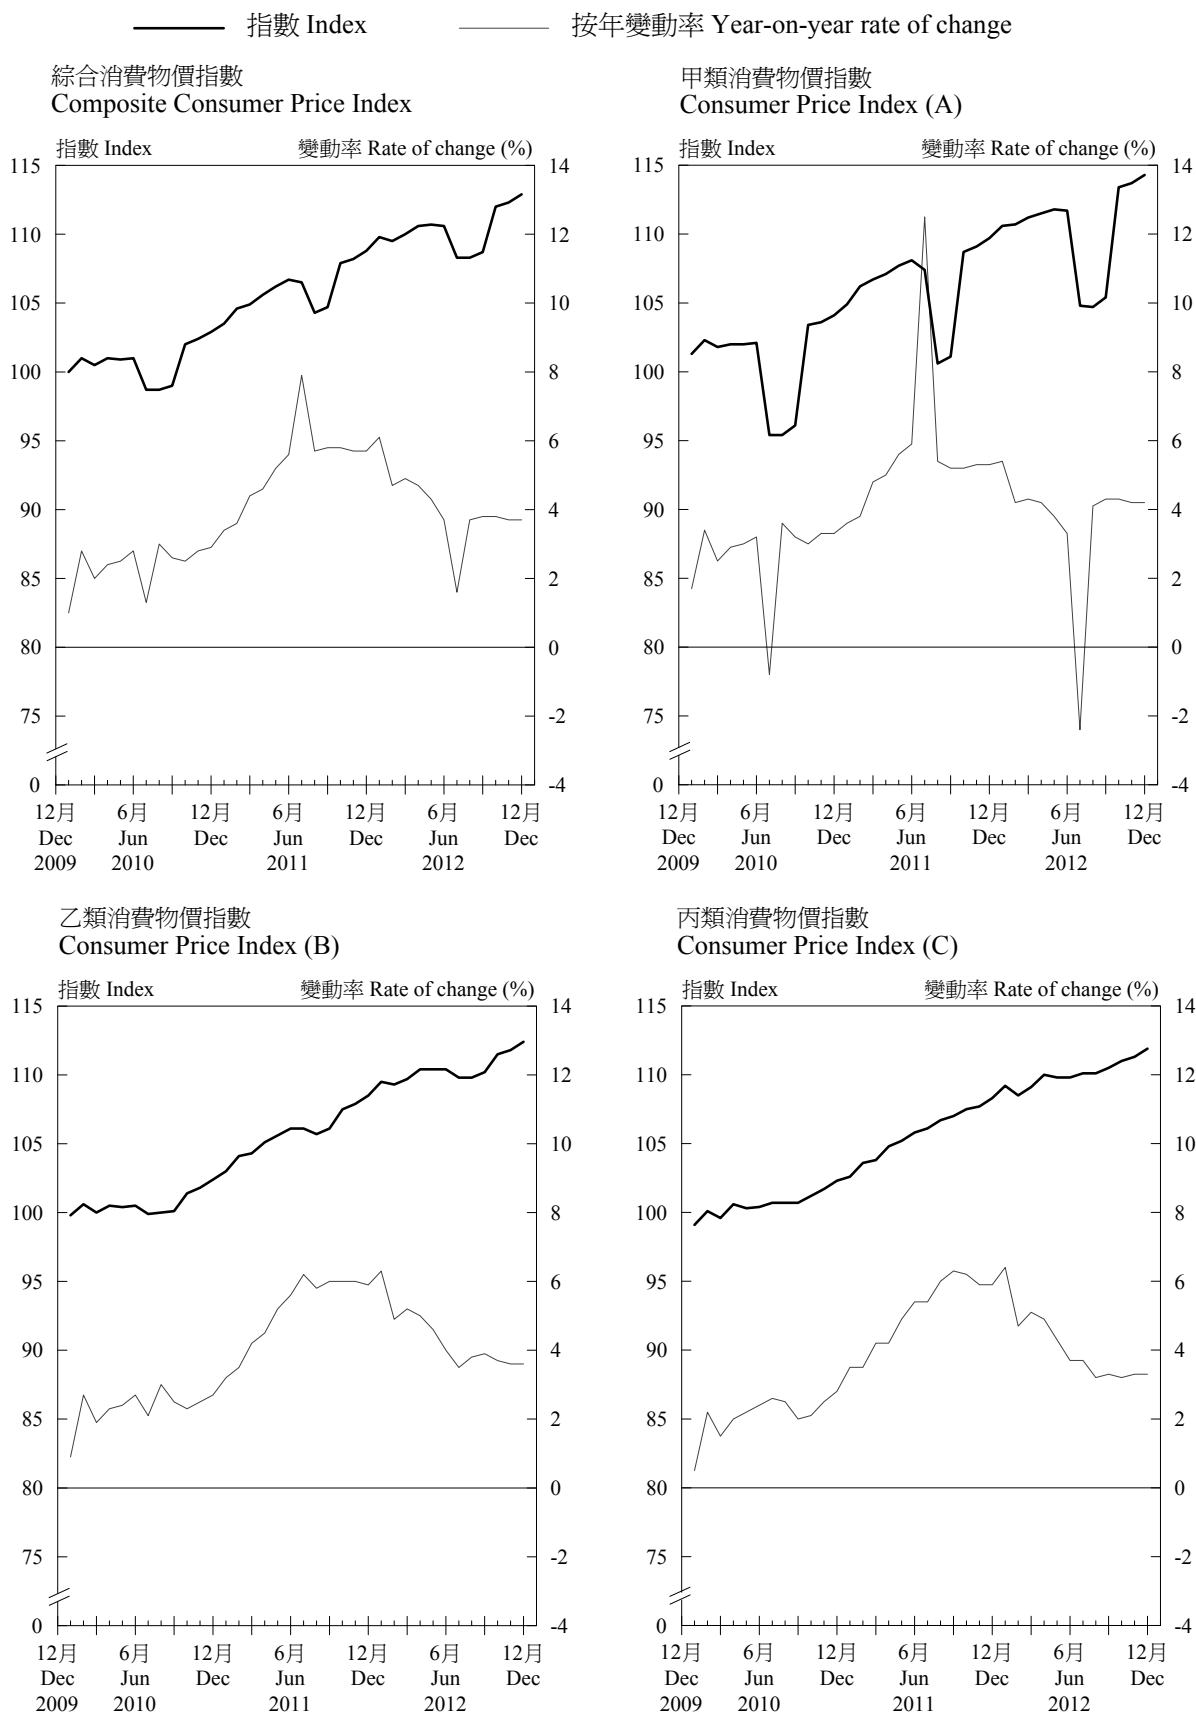 指數 Index 按年變動率 Year-on-year rate of change
綜合消費物價指數
Composite Consumer Price Index
指數 Index 變動率 Rate of change (%)
115 14
110 12
105 10
100 8
95 6
90 4
85 2
80 0
75 -2
0 -4
12月 6月 12月 6月 12月 6月 12月
Dec Jun Dec Jun Dec Jun Dec
2009 2010 2011 2012
甲類消費物價指數
Consumer Price Index (A)
指數 Index 變動率 Rate of change (%)
115 14
110 12
105 10
100 8
95 6
90 4
85 2
80 0
75 -2
0 -4
12月 6月 12月 6月 12月 6月 12月
Dec Jun Dec Jun Dec Jun Dec
2009 2010 2011 2012
乙類消費物價指數
Consumer Price Index (B)
指數 Index 變動率 Rate of change (%)
115 14
110 12
105 10
100 8
95 6
90 4
85 2
80 0
75 -2
0 -4
12月 6月 12月 6月 12月 6月 12月
Dec Jun Dec Jun Dec Jun Dec
2009 2010 2011 2012
丙類消費物價指數
Consumer Price Index (C)
指數 Index 變動率 Rate of change (%)
115 14
110 12
105 10
100 8
95 6
90 4
85 2
80 0
75 -2
0 -4
12月 6月 12月 6月 12月 6月 12月
Dec Jun Dec Jun Dec Jun Dec
2009 2010 2011 2012